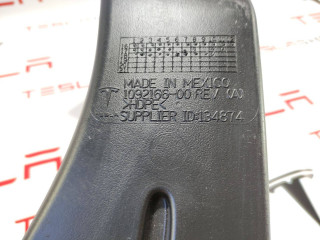 MADE IN MEXICO
1092166-00 REV (A)
>HDPE<
SUPPLIER ID:134874